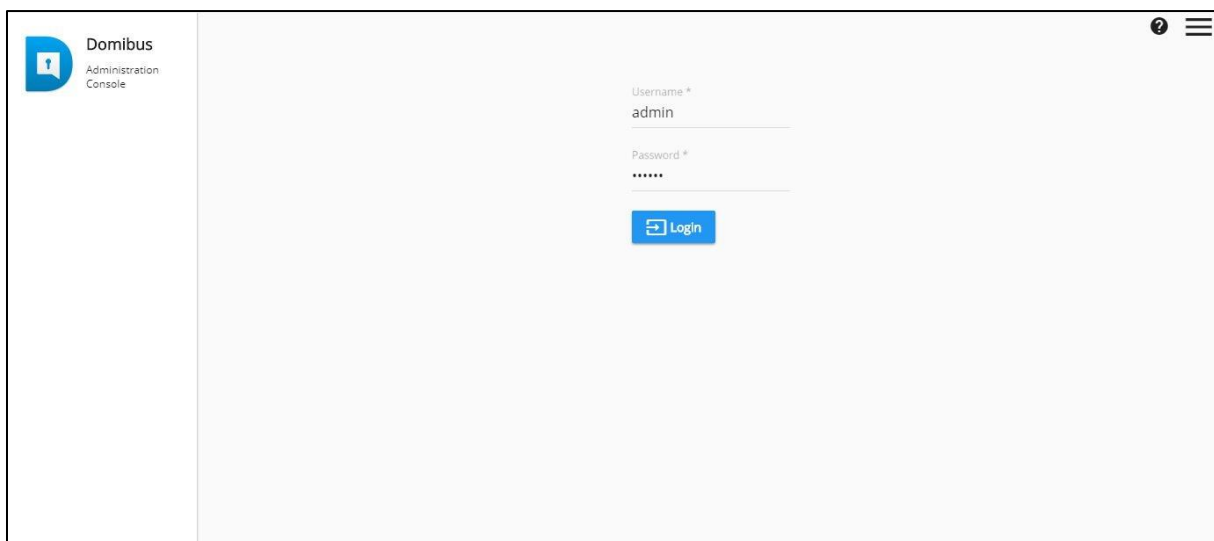 Domibus
Administration
Console
Username *
admin
Password *
••••••
Login